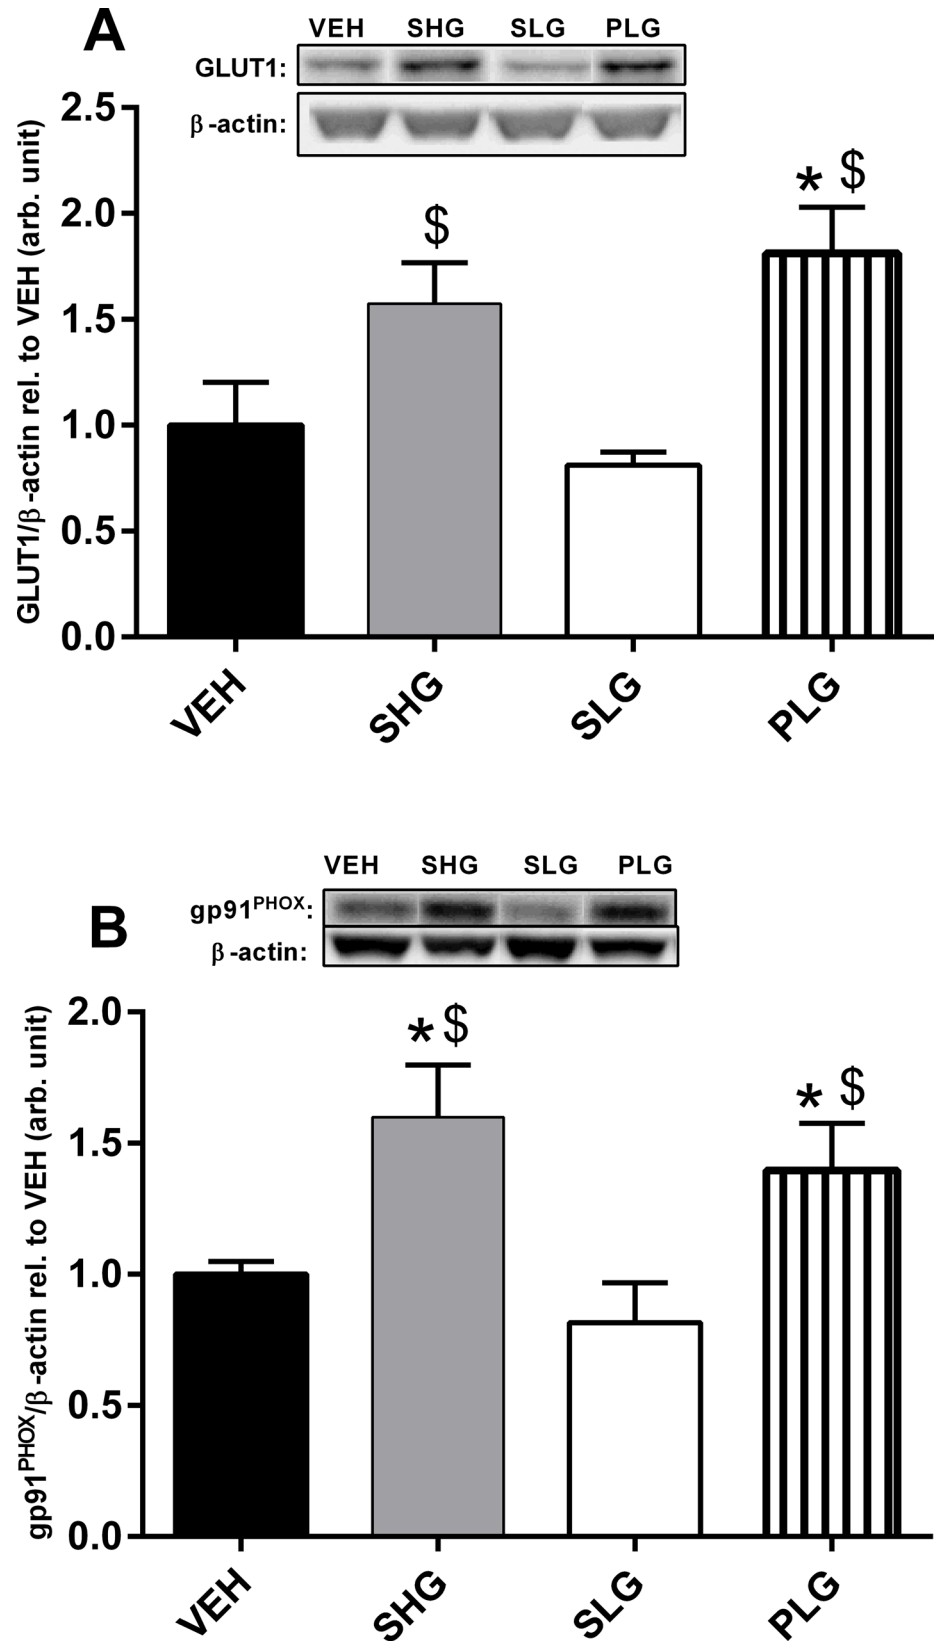 A
VEH SHG SLG PLG
GLUT1:
β-actin:
GLUT1/β-actin rel. to VEH (arb. unit)
2.5
2.0
1.5
1.0
0.5
0.0
$
* $
VEH SHG SLG PLG
B
VEH SHG SLG PLG
gp91PHOX:
β-actin:
gp91PHOX/β-actin rel. to VEH (arb. unit)
2.0
1.5
1.0
0.5
0.0
* $
* $
VEH SHG SLG PLG